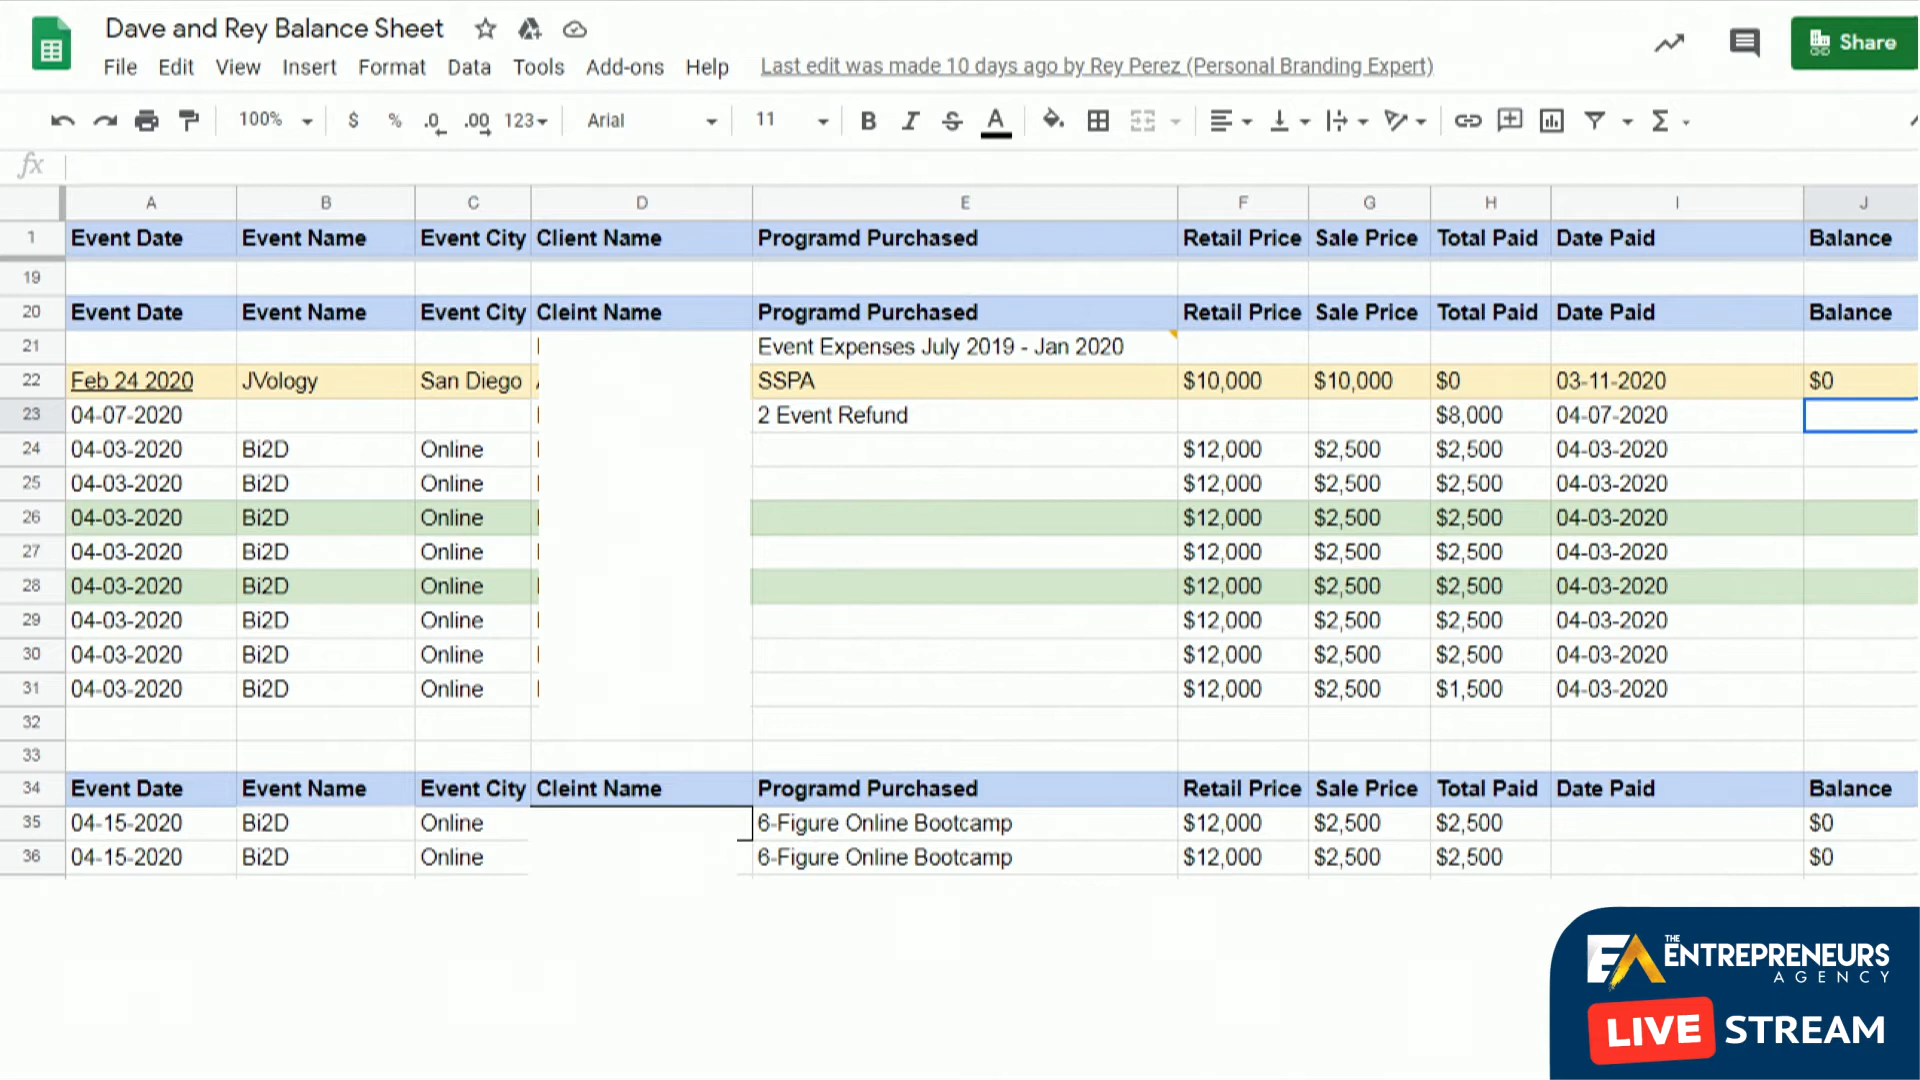 Dave and Rey Balance Sheet
File Edit View Insert Format Data Tools Add-ons Help Last edit was made 10 days ago by Rey Perez (Personal Branding Expert)
Share
100% $ % .0 .00 123 Arial 11 B I S A Σ
fx
A B C D E F G H I J
1 Event Date Event Name Event City Client Name Programd Purchased Retail Price Sale Price Total Paid Date Paid Balance
19
20 Event Date Event Name Event City Cleint Name Programd Purchased Retail Price Sale Price Total Paid Date Paid Balance
21 Event Expenses July 2019 - Jan 2020
22 Feb 24 2020 JVology San Diego SSPA $10,000 $10,000 $0 03-11-2020 $0
23 04-07-2020 2 Event Refund $8,000 04-07-2020
24 04-03-2020 Bi2D Online $12,000 $2,500 $2,500 04-03-2020
25 04-03-2020 Bi2D Online $12,000 $2,500 $2,500 04-03-2020
26 04-03-2020 Bi2D Online $12,000 $2,500 $2,500 04-03-2020
27 04-03-2020 Bi2D Online $12,000 $2,500 $2,500 04-03-2020
28 04-03-2020 Bi2D Online $12,000 $2,500 $2,500 04-03-2020
29 04-03-2020 Bi2D Online $12,000 $2,500 $2,500 04-03-2020
30 04-03-2020 Bi2D Online $12,000 $2,500 $2,500 04-03-2020
31 04-03-2020 Bi2D Online $12,000 $2,500 $1,500 04-03-2020
32
33
34 Event Date Event Name Event City Cleint Name Programd Purchased Retail Price Sale Price Total Paid Date Paid Balance
35 04-15-2020 Bi2D Online 6-Figure Online Bootcamp $12,000 $2,500 $2,500 $0
36 04-15-2020 Bi2D Online 6-Figure Online Bootcamp $12,000 $2,500 $2,500 $0
EA THE ENTREPRENEURS
AGENCY
LIVE STREAM